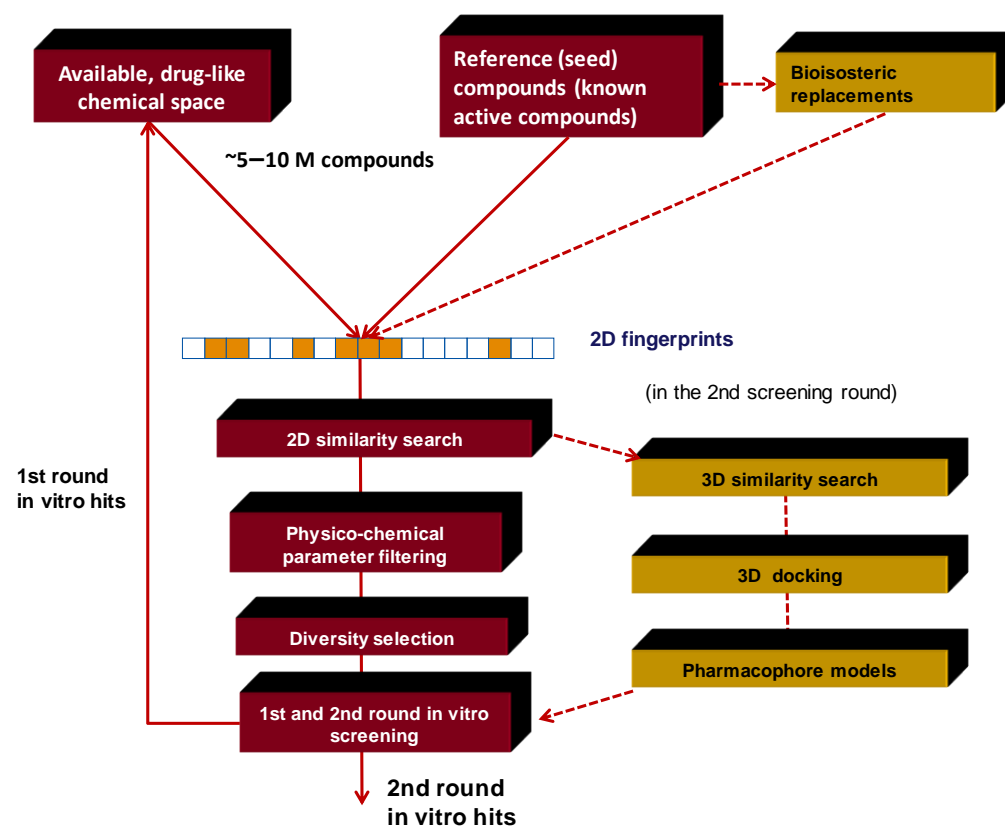 Available, drug-like
chemical space
Reference (seed)
compounds (known
active compounds)
Bioisosteric
replacements
~5–10 M compounds
2D fingerprints
(in the 2nd screening round)
2D similarity search
3D similarity search
1st round
in vitro hits
Physico-chemical
parameter filtering
3D docking
Diversity selection
Pharmacophore models
1st and 2nd round in vitro
screening
2nd round
in vitro hits